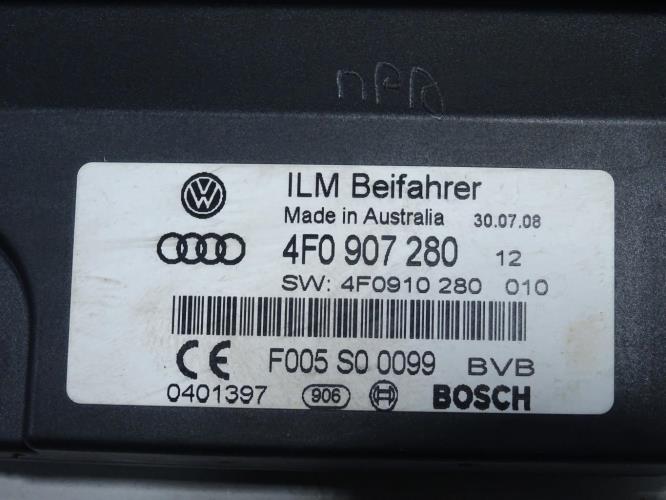 ILM Beifahrer
Made in Australia 30.07.08
4F0 907 280 12
SW: 4F0910 280 010
CE F005 S0 0099 BVB
0401397 906 BOSCH